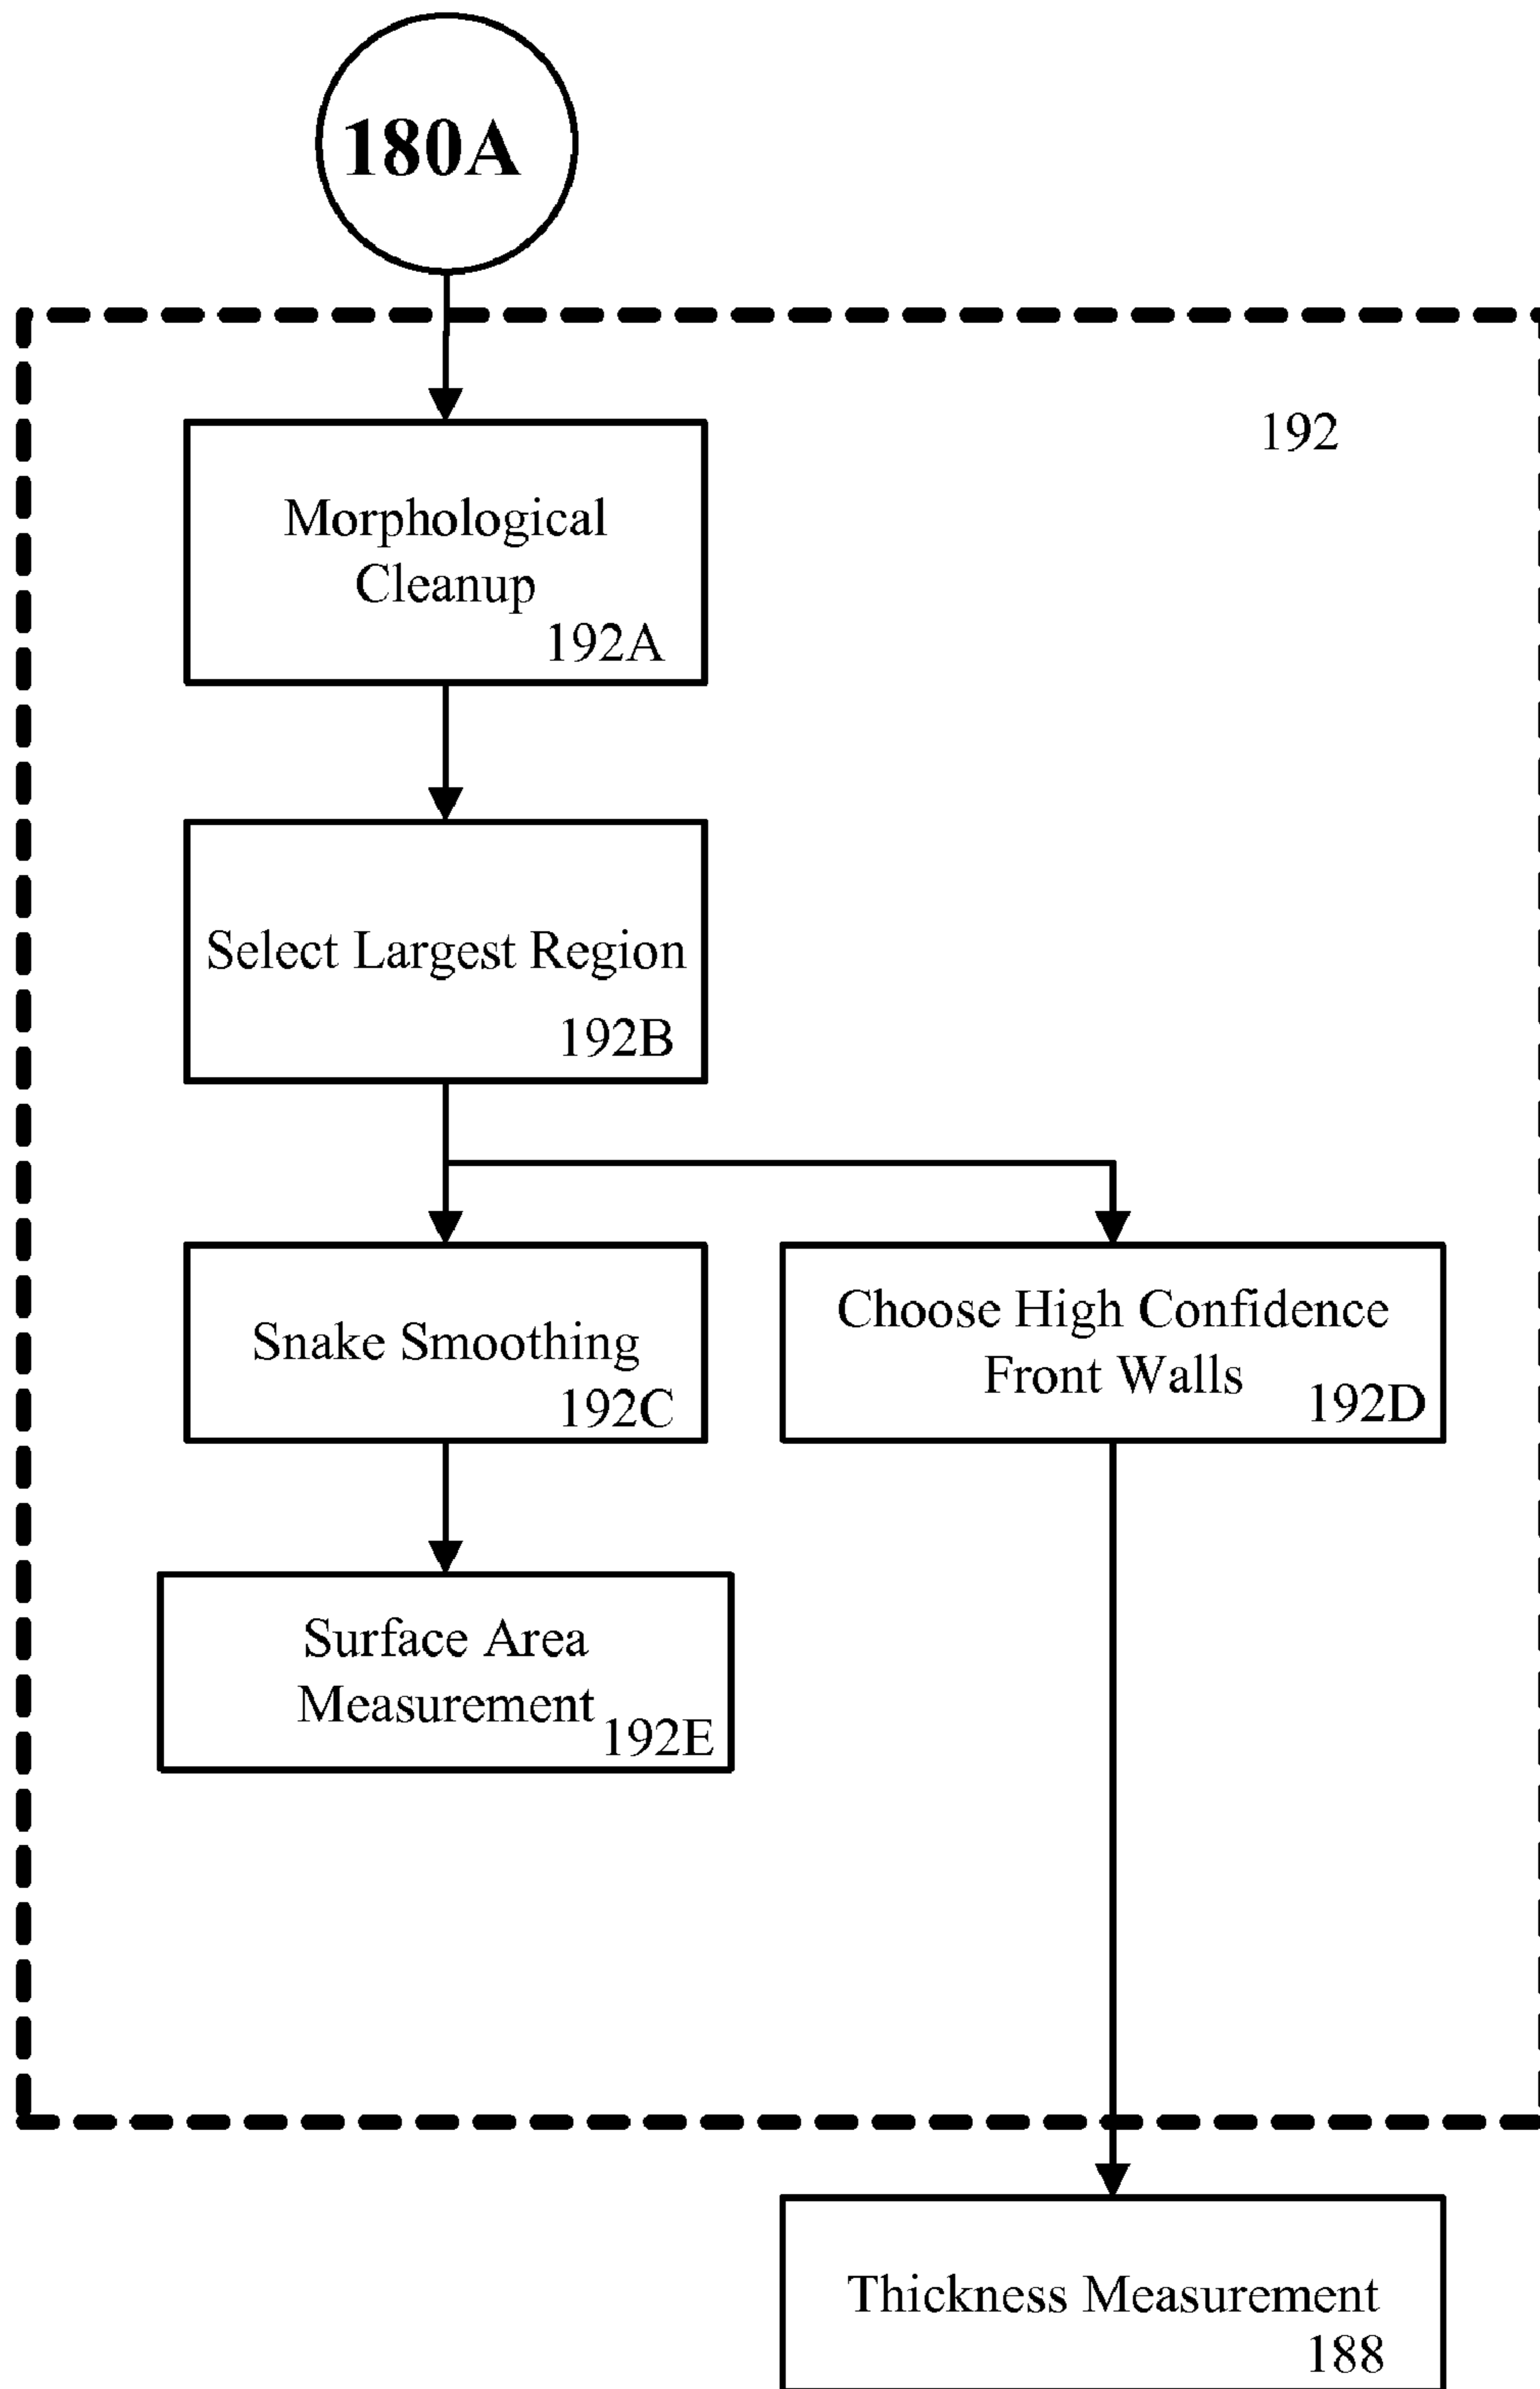 180A
192
Morphological
Cleanup
192A
Select Largest Region
192B
Snake Smoothing
192C
Choose High Confidence
Front Walls
192D
Surface Area
Measurement
192E
Thickness Measurement
188